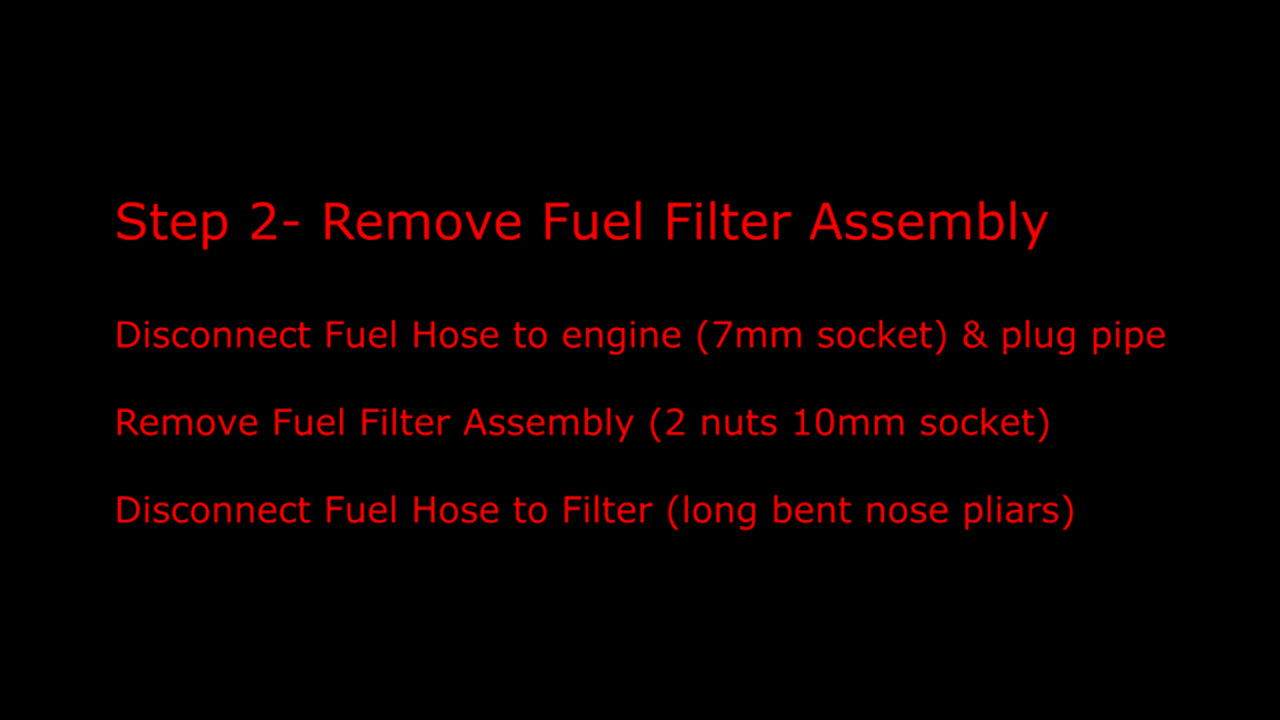 Step 2- Remove Fuel Filter Assembly
Disconnect Fuel Hose to engine (7mm socket) & plug pipe
Remove Fuel Filter Assembly (2 nuts 10mm socket)
Disconnect Fuel Hose to Filter (long bent nose pliars)